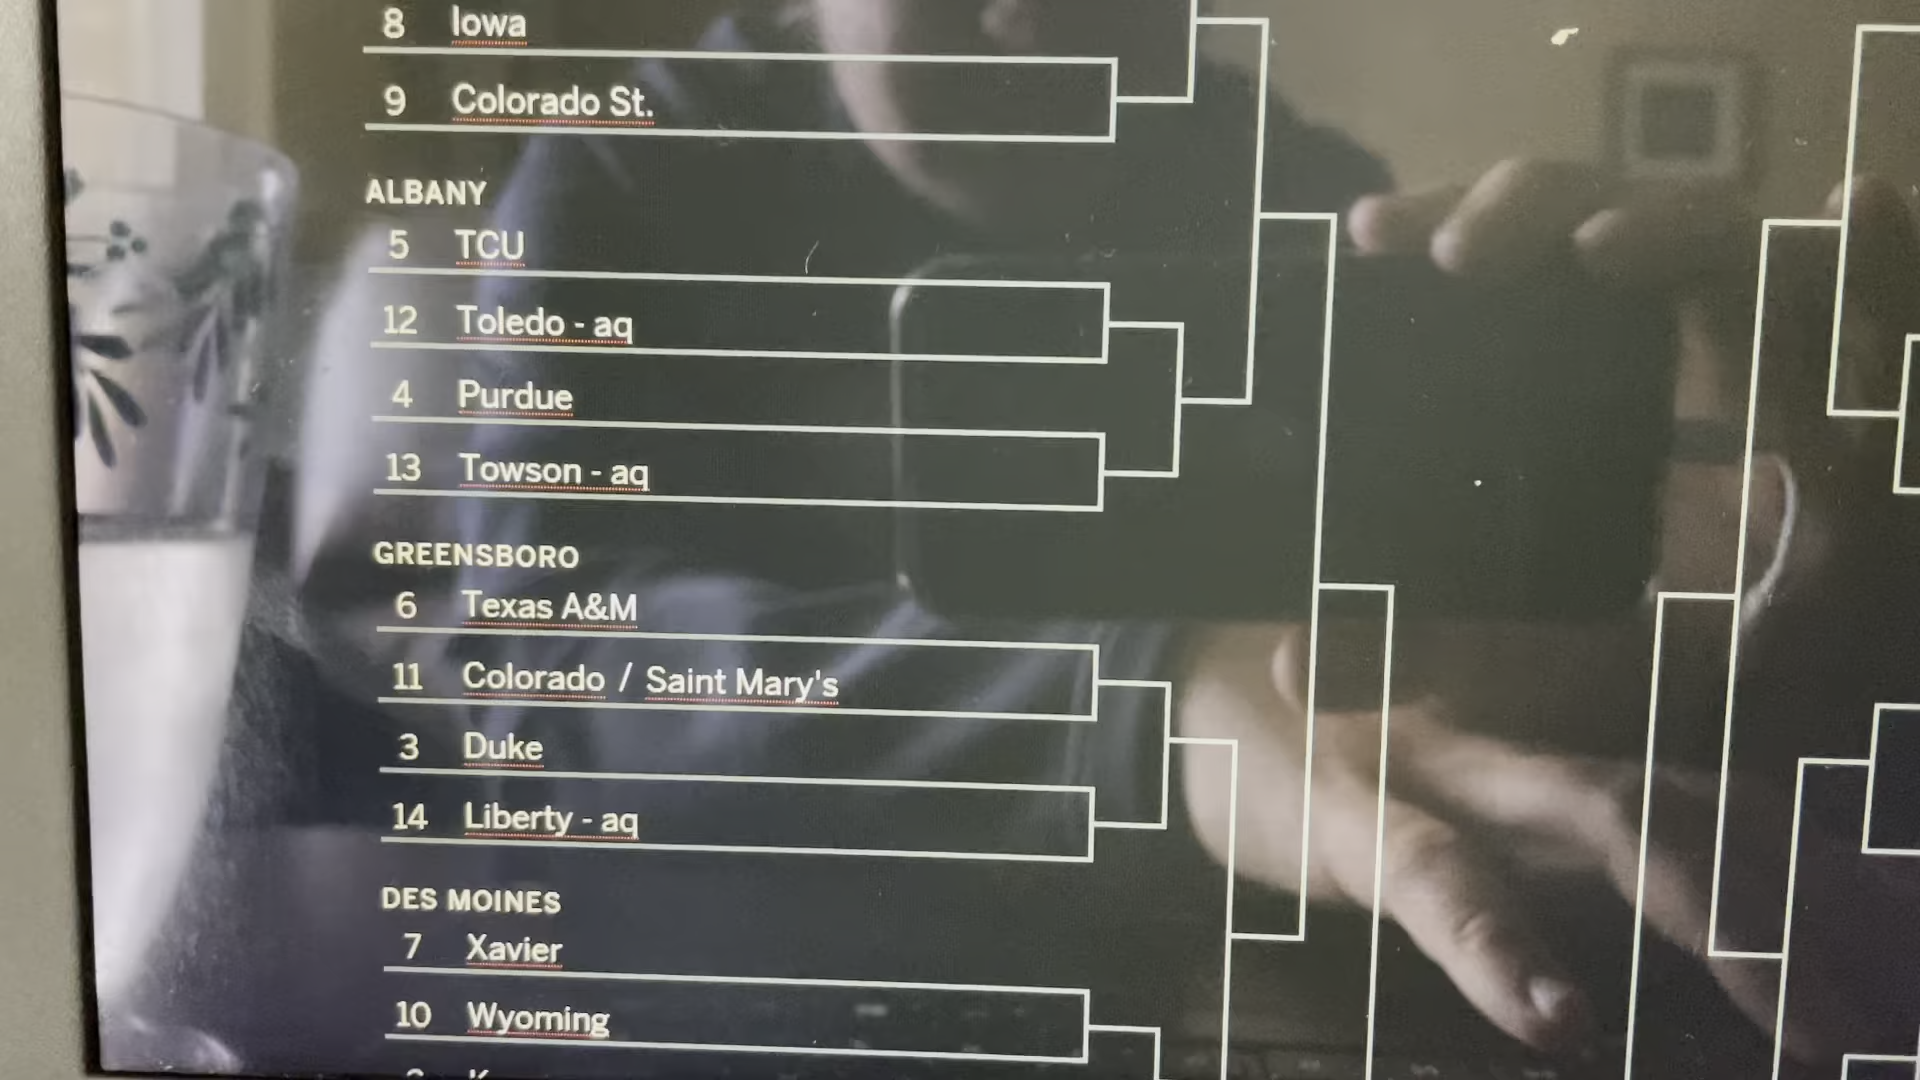 8 Iowa
9 Colorado St.
ALBANY
5 TCU
12 Toledo - aq
4 Purdue
13 Towson - aq
GREENSBORO
6 Texas A&M
11 Colorado / Saint Mary's
3 Duke
14 Liberty - aq
DES MOINES
7 Xavier
10 Wyoming